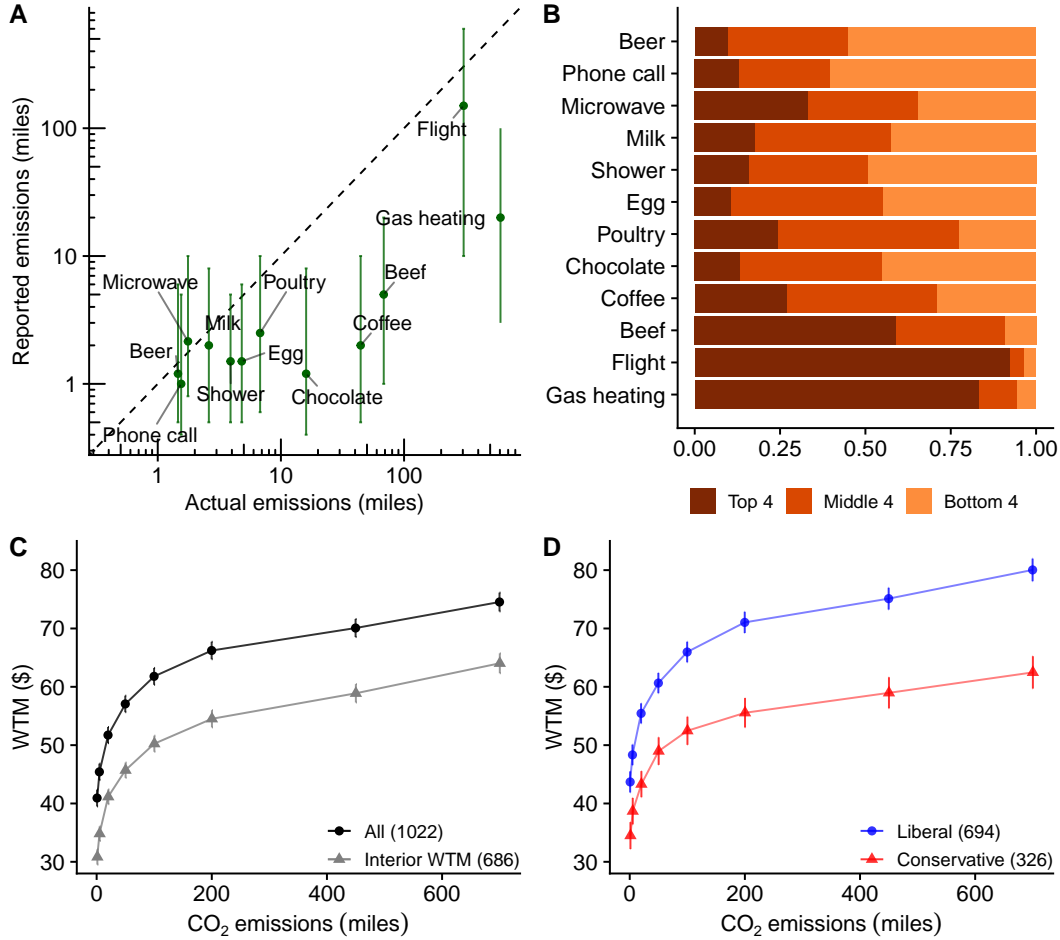 A
Reported emissions (miles)
100
10
1
Flight
Gas heating
Microwave
Poultry
Beef
Milk
Coffee
Beer
Egg
Shower
Chocolate
Phone call
1
10
100
Actual emissions (miles)
B
Beer
Phone call
Microwave
Milk
Shower
Egg
Poultry
Chocolate
Coffee
Beef
Flight
Gas heating
0.00
0.25
0.50
0.75
1.00
Top 4
Middle 4
Bottom 4
C
WTM ($)
80
70
60
50
40
30
All (1022)
Interior WTM (686)
0
200
400
600
CO₂ emissions (miles)
D
WTM ($)
80
70
60
50
40
30
Liberal (694)
Conservative (326)
0
200
400
600
CO₂ emissions (miles)